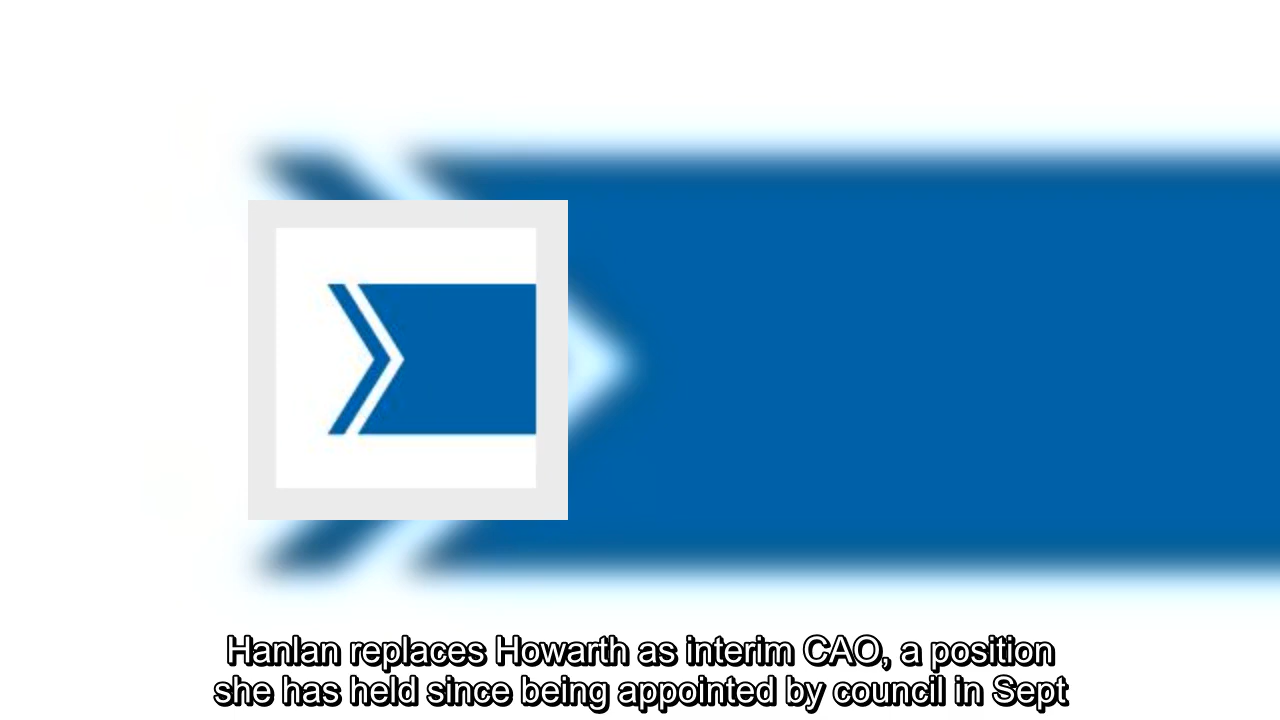 Hanlan replaces Howarth as interim CAO, a position
she has held since being appointed by council in Sept